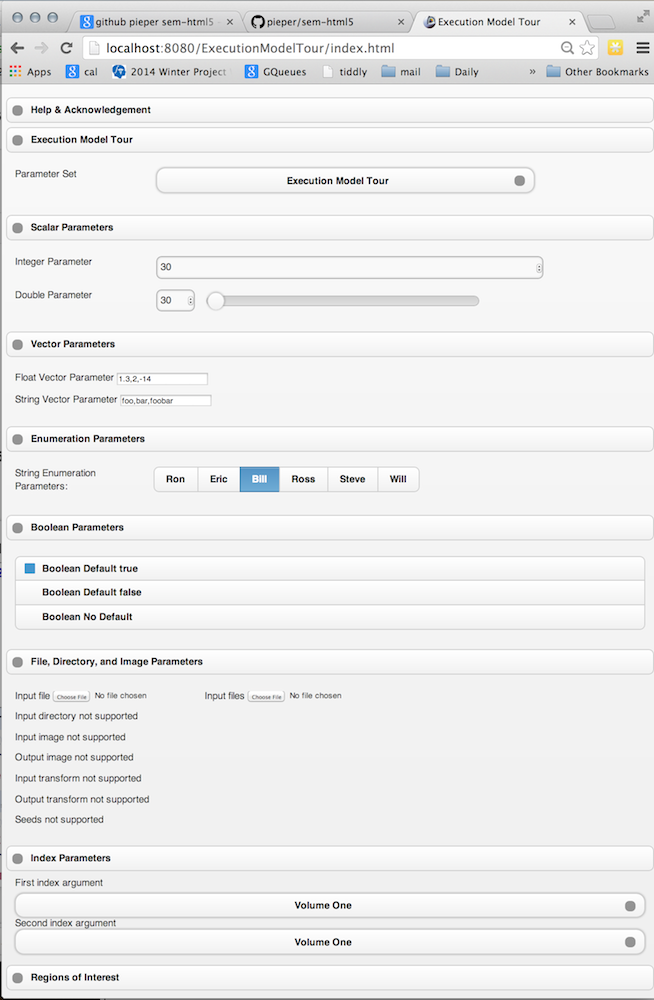 github pieper sem-html5 -
pieper/sem-html5
Execution Model Tour
localhost:8080/ExecutionModelTour/index.html
Apps
cal
2014 Winter Project
GQueues
tiddly
mail
Daily
»
Other Bookmarks
Help & Acknowledgement
Execution Model Tour
Parameter Set
Execution Model Tour
Scalar Parameters
Integer Parameter
30
Double Parameter
30
Vector Parameters
Float Vector Parameter 1.3,2,-14
String Vector Parameter foo,bar,foobar
Enumeration Parameters
String Enumeration
Parameters:
Ron Eric Bill Ross Steve Will
Boolean Parameters
Boolean Default true
Boolean Default false
Boolean No Default
File, Directory, and Image Parameters
Input file Choose File No file chosen Input files Choose File No file chosen
Input directory not supported
Input image not supported
Output image not supported
Input transform not supported
Output transform not supported
Seeds not supported
Index Parameters
First index argument
Volume One
Second index argument
Volume One
Regions of Interest